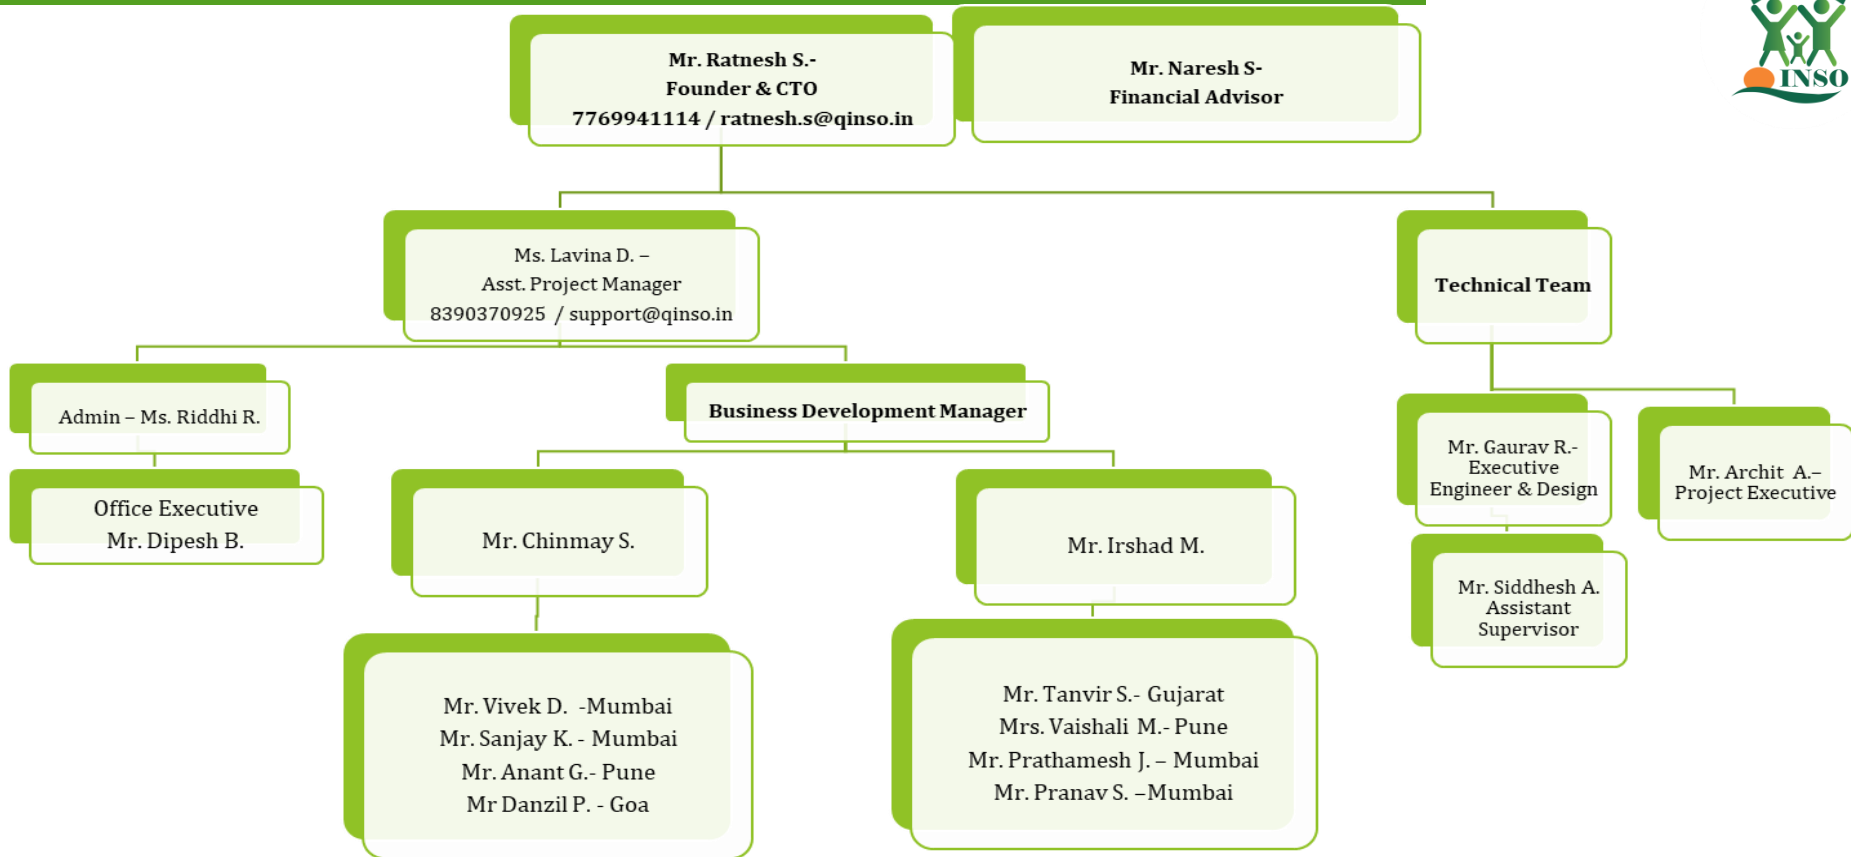 Mr. Ratnesh S.-
Founder & CTO
7769941114 / ratnesh.s@qinso.in
Mr. Naresh S-
Financial Advisor
INSO
Ms. Lavina D. –
Asst. Project Manager
8390370925 / support@qinso.in
Technical Team
Admin – Ms. Riddhi R.
Business Development Manager
Office Executive
Mr. Dipesh B.
Mr. Chinmay S.
Mr. Irshad M.
Mr. Gaurav R.-
Executive
Engineer & Design
Mr. Archit A.–
Project Executive
Mr. Siddhesh A.
Assistant
Supervisor
Mr. Vivek D. -Mumbai
Mr. Sanjay K. - Mumbai
Mr. Anant G.- Pune
Mr Danzil P. - Goa
Mr. Tanvir S.- Gujarat
Mrs. Vaishali M.- Pune
Mr. Prathamesh J. – Mumbai
Mr. Pranav S. –Mumbai